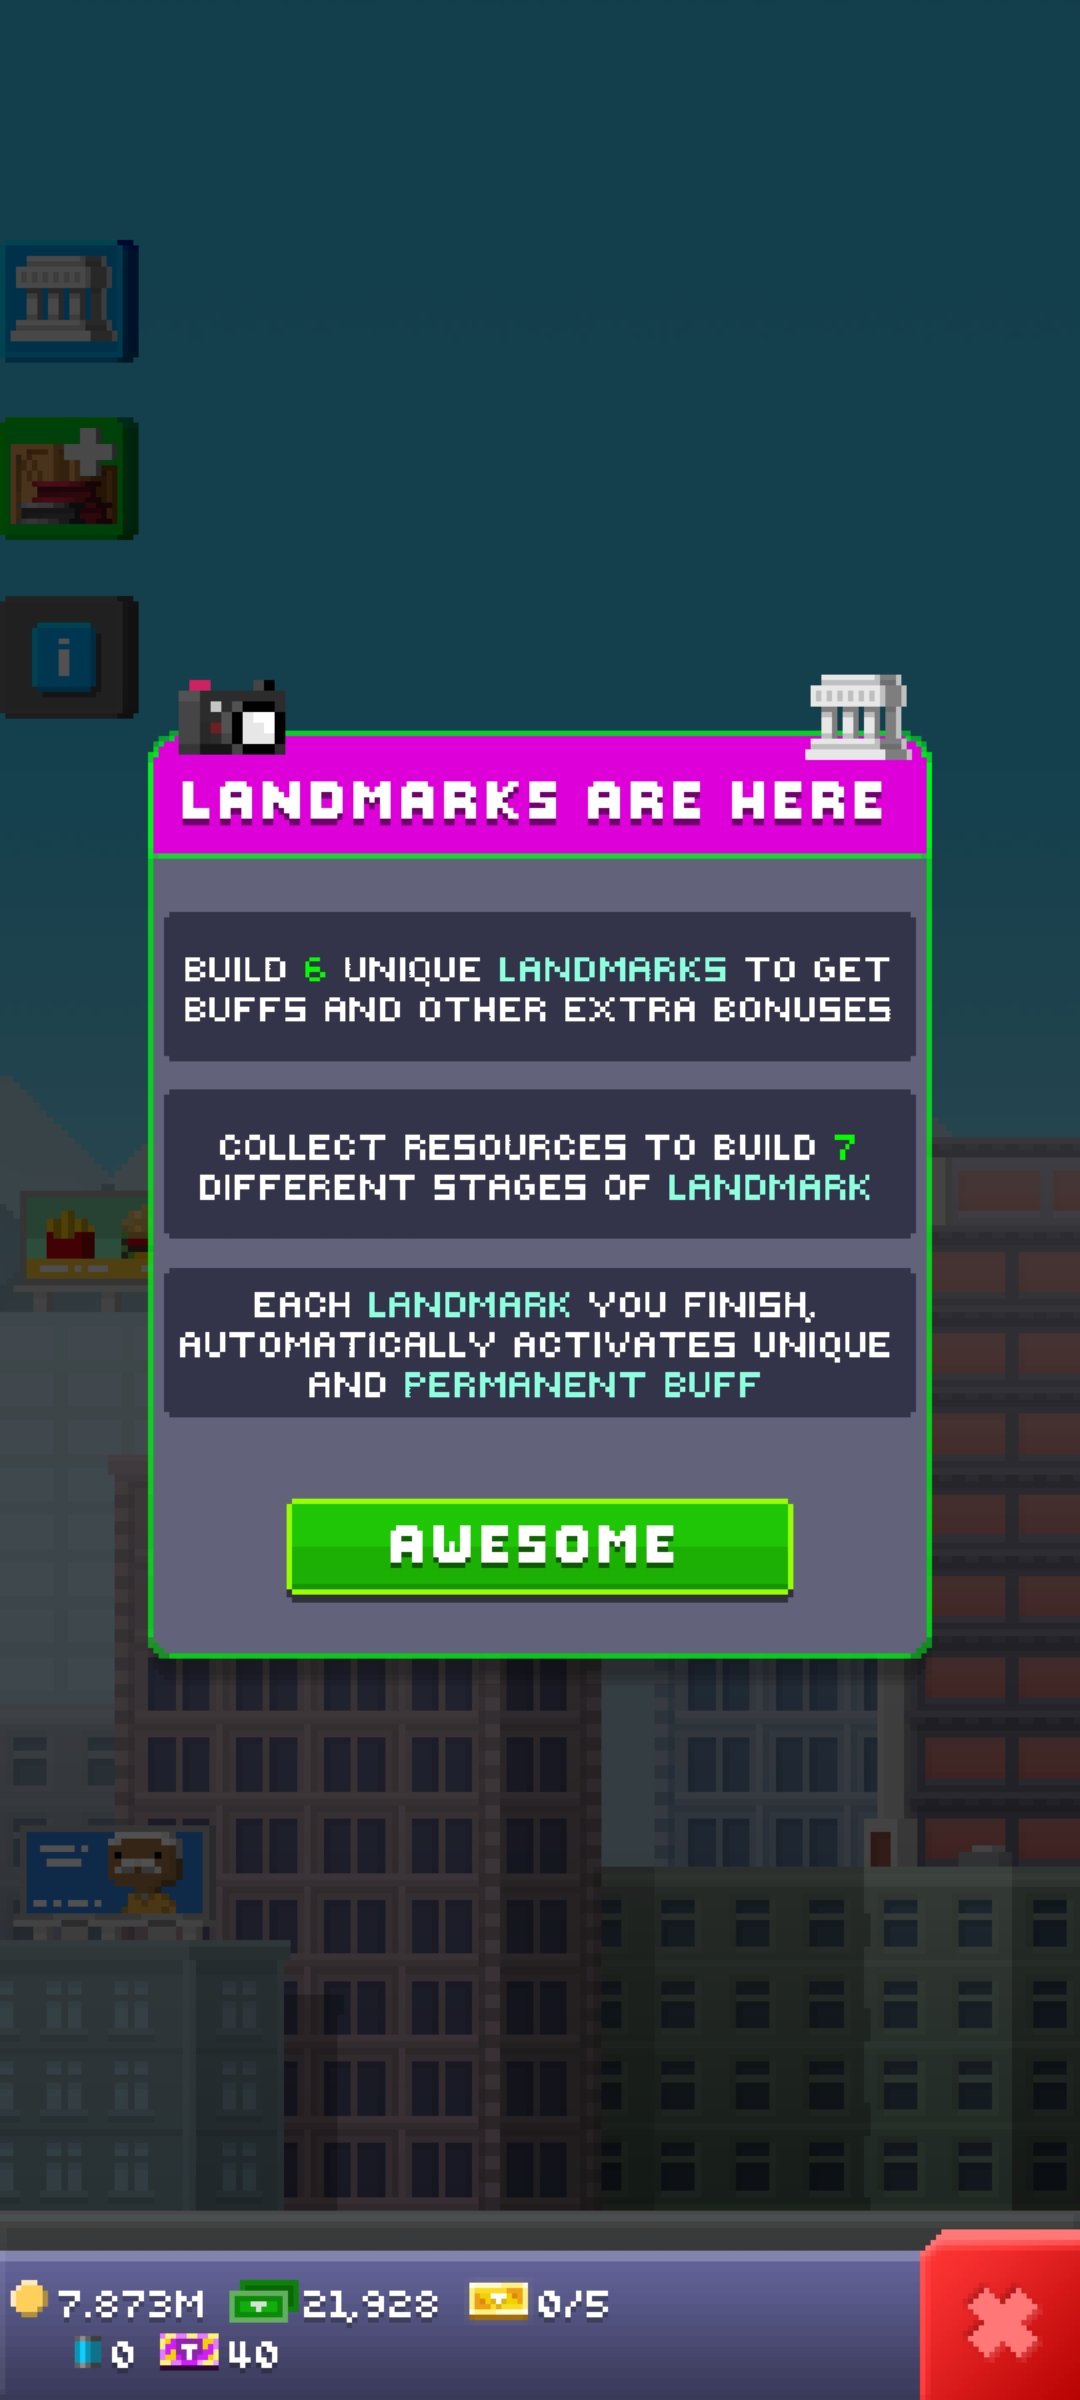 LANDMARKS ARE HERE
BUILD 6 UNIQUE LANDMARKS TO GET
BUFFS AND OTHER EXTRA BONUSES
COLLECT RESOURCES TO BUILD 7
DIFFERENT STAGES OF LANDMARK
EACH LANDMARK YOU FINISH,
AUTOMATICALLY ACTIVATES UNIQUE
AND PERMANENT BUFF
AWESOME
7.873M 21,928 0/5
0 T 40